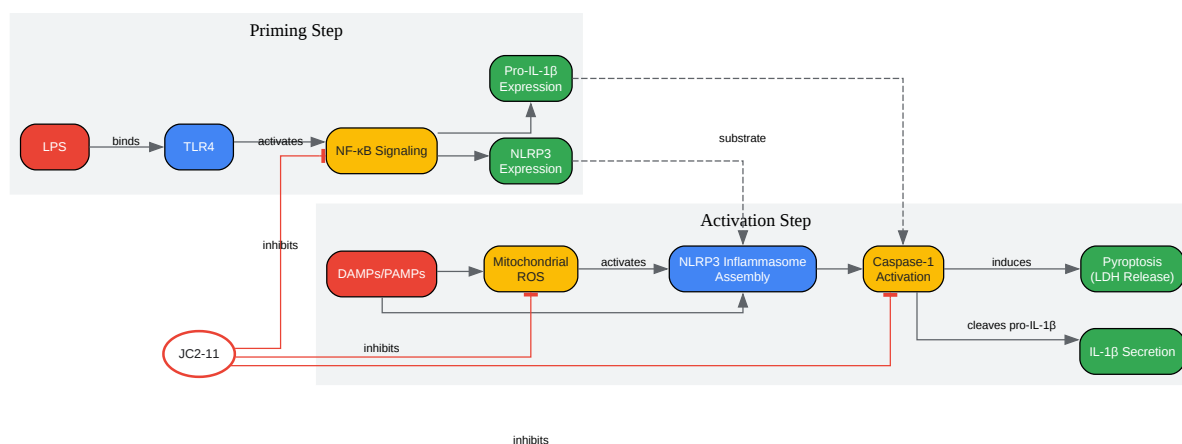 Priming Step
Pro-IL-1β
Expression
LPS
binds
TLR4
activates
NF-κB Signaling
NLRP3
Expression
substrate
inhibits
Activation Step
DAMPs/PAMPs
Mitochondrial
ROS
activates
NLRP3 Inflammasome
Assembly
Caspase-1
Activation
induces
Pyroptosis
(LDH Release)
cleaves pro-IL-1β
IL-1β Secretion
JC2-11
inhibits
inhibits